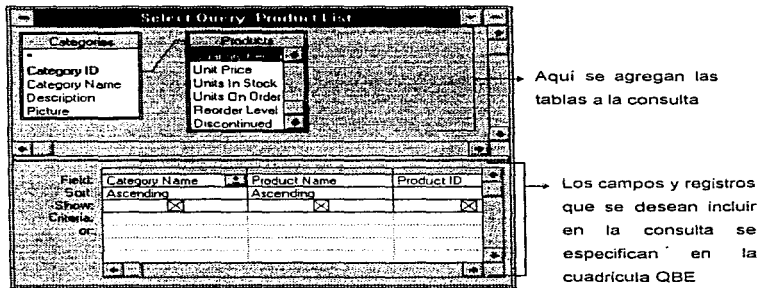 Select Query: Product List
Categories
*
Category ID
Category Name
Description
Picture
Products
Unit Price
Units In Stock
Units On Order
Reorder Level
Discontinued
Aquí se agregan las
tablas a la consulta
Field: Category Name Product Name Product ID
Sort: Ascending Ascending
Show:
Criteria:
or:
Los campos y registros
que se desean incluir
en la consulta se
especifican en la
cuadrícula QBE